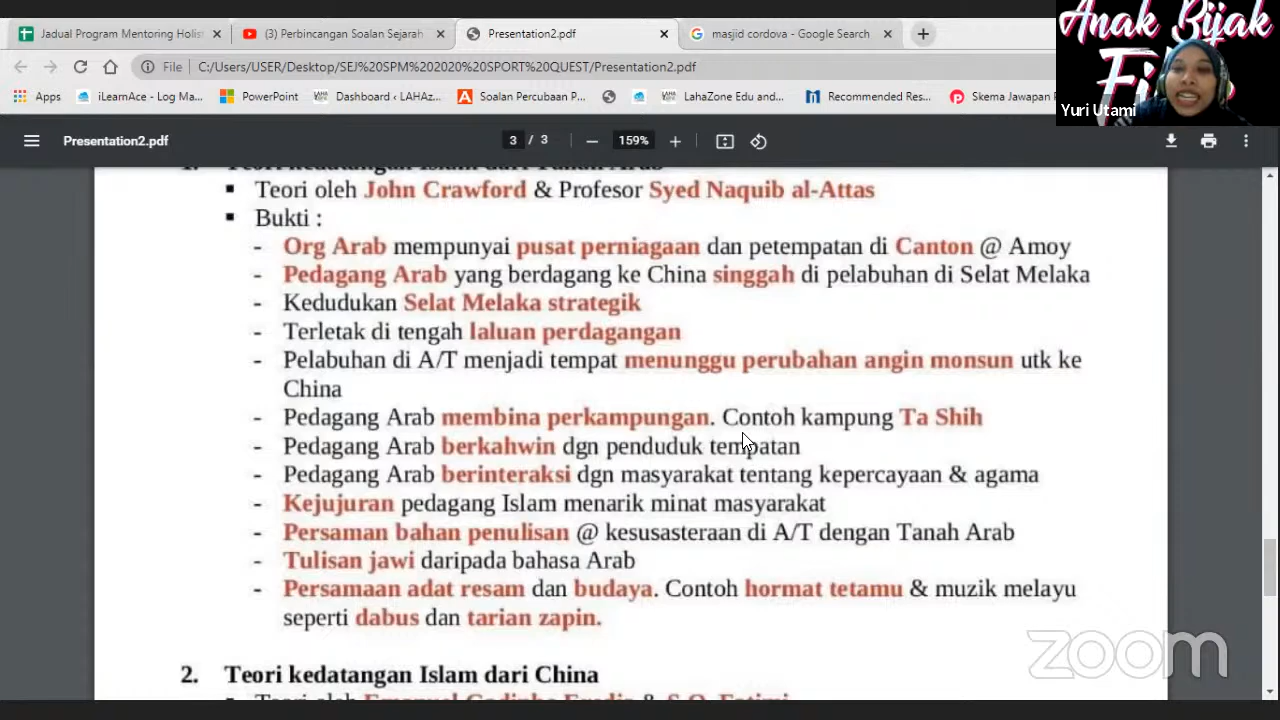 Jadual Program Mentoring Holis
(3) Perbincangan Soalan Sejarah
Presentation2.pdf
masjid cordova - Google Search
Anak Bijak
File
C:/Users/USER/Desktop/SEJ%20SPM%202020%20SPORT%20QUEST/Presentation2.pdf
Yuri Utami
Apps
iLearnAce - Log Ma...
PowerPoint
Dashboard ‹ LAHAz...
Soalan Percubaan P...
LahaZone Edu and...
Recommended Res...
Skema Jawapan
Presentation2.pdf
3 / 3
159%
Teori oleh John Crawford & Profesor Syed Naquib al-Attas
Bukti :
- Org Arab mempunyai pusat perniagaan dan petempatan di Canton @ Amoy
- Pedagang Arab yang berdagang ke China singgah di pelabuhan di Selat Melaka
- Kedudukan Selat Melaka strategik
- Terletak di tengah laluan perdagangan
- Pelabuhan di A/T menjadi tempat menunggu perubahan angin monsun utk ke
China
- Pedagang Arab membina perkampungan. Contoh kampung Ta Shih
- Pedagang Arab berkahwin dgn penduduk tempatan
- Pedagang Arab berinteraksi dgn masyarakat tentang kepercayaan & agama
- Kejujuran pedagang Islam menarik minat masyarakat
- Persaman bahan penulisan @ kesusasteraan di A/T dengan Tanah Arab
- Tulisan jawi daripada bahasa Arab
- Persamaan adat resam dan budaya. Contoh hormat tetamu & muzik melayu
seperti dabus dan tarian zapin.
zoom
2. Teori kedatangan Islam dari China